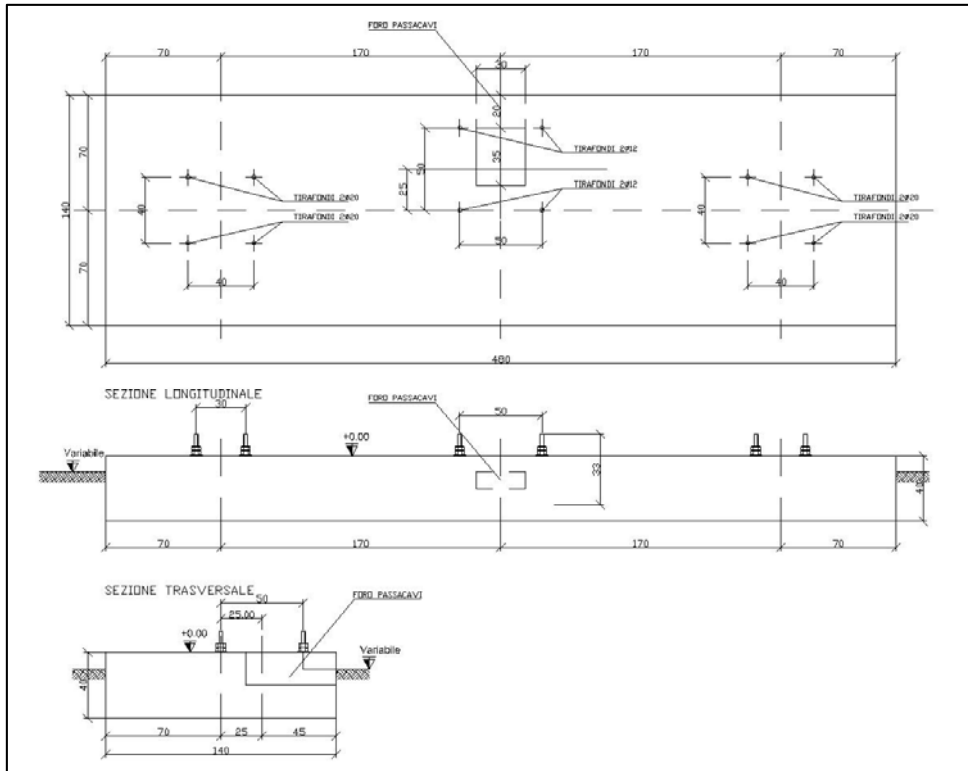 FORO PASSACAVI
70 170 170 70
30
20
70
50
35
TIRAFONDI 2Ø12
25
TIRAFONDI 2Ø12
140
40
TIRAFONDI 2Ø20
TIRAFONDI 2Ø20
40
TIRAFONDI 2Ø20
TIRAFONDI 2Ø20
50
70
40
40
480
SEZIONE LONGITUDINALE
FORO PASSACAVI
30
50
+0.00
Variabile
33
40
70 170 170 70
SEZIONE TRASVERSALE
FORO PASSACAVI
50
25.00
+0.00
Variabile
40
70 25 45
140